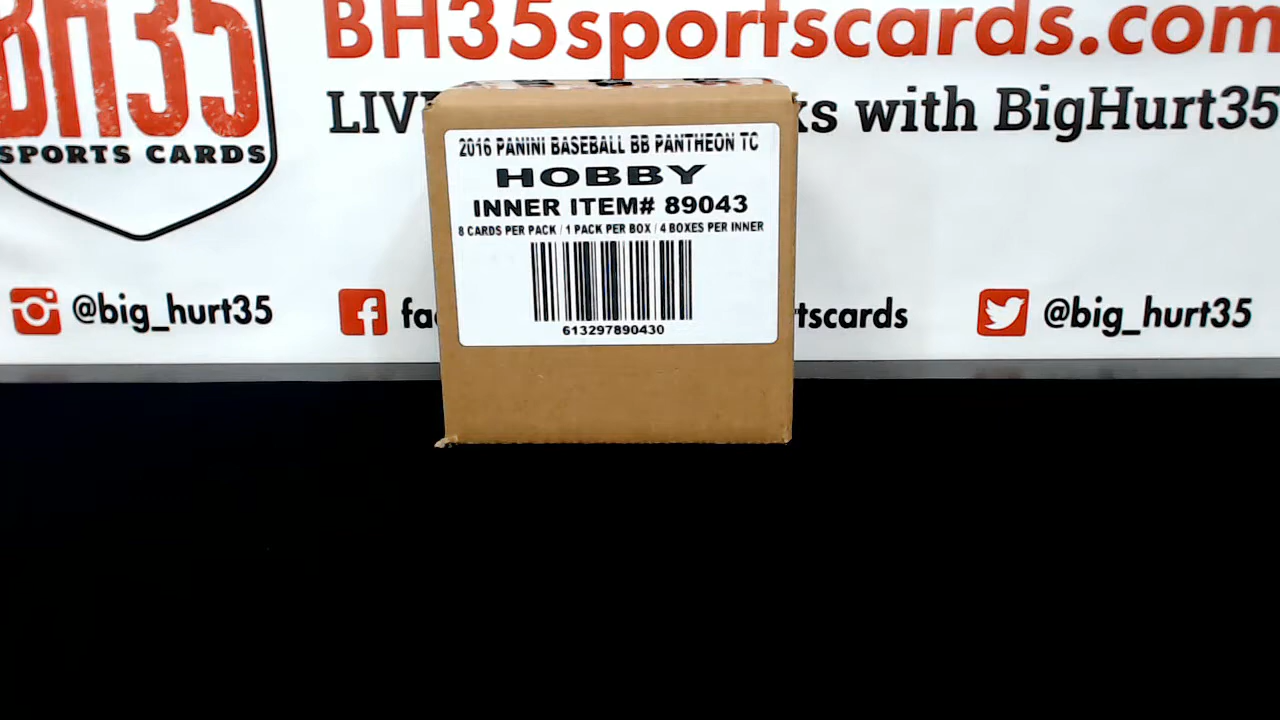 BH35
SPORTS CARDS
BH35sportscards.com
LIV ks with BigHurt35
2016 PANINI BASEBALL BB PANTHEON TC
HOBBY
INNER ITEM# 89043
8 CARDS PER PACK / 1 PACK PER BOX / 4 BOXES PER INNER
613297890430
@big_hurt35
fa tscards
@big_hurt35